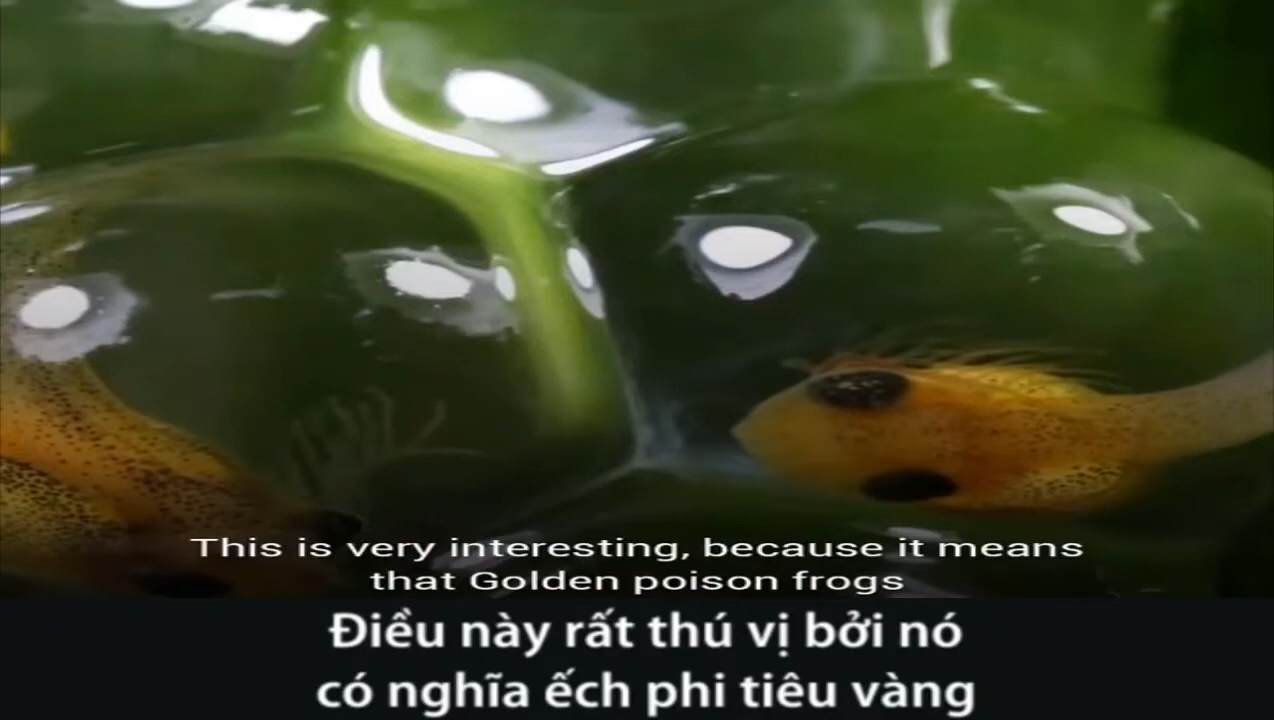 This is very interesting, because it means
that Golden poison frogs
Điều này rất thú vị bởi nó
có nghĩa ếch phi tiêu vàng